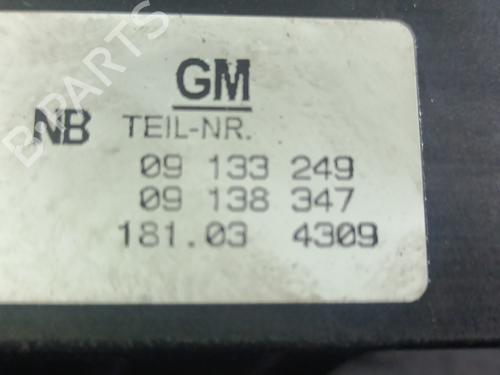 B-PARTS
GM
NB TEIL-NR.
09 133 249
09 138 347
181.03 4309